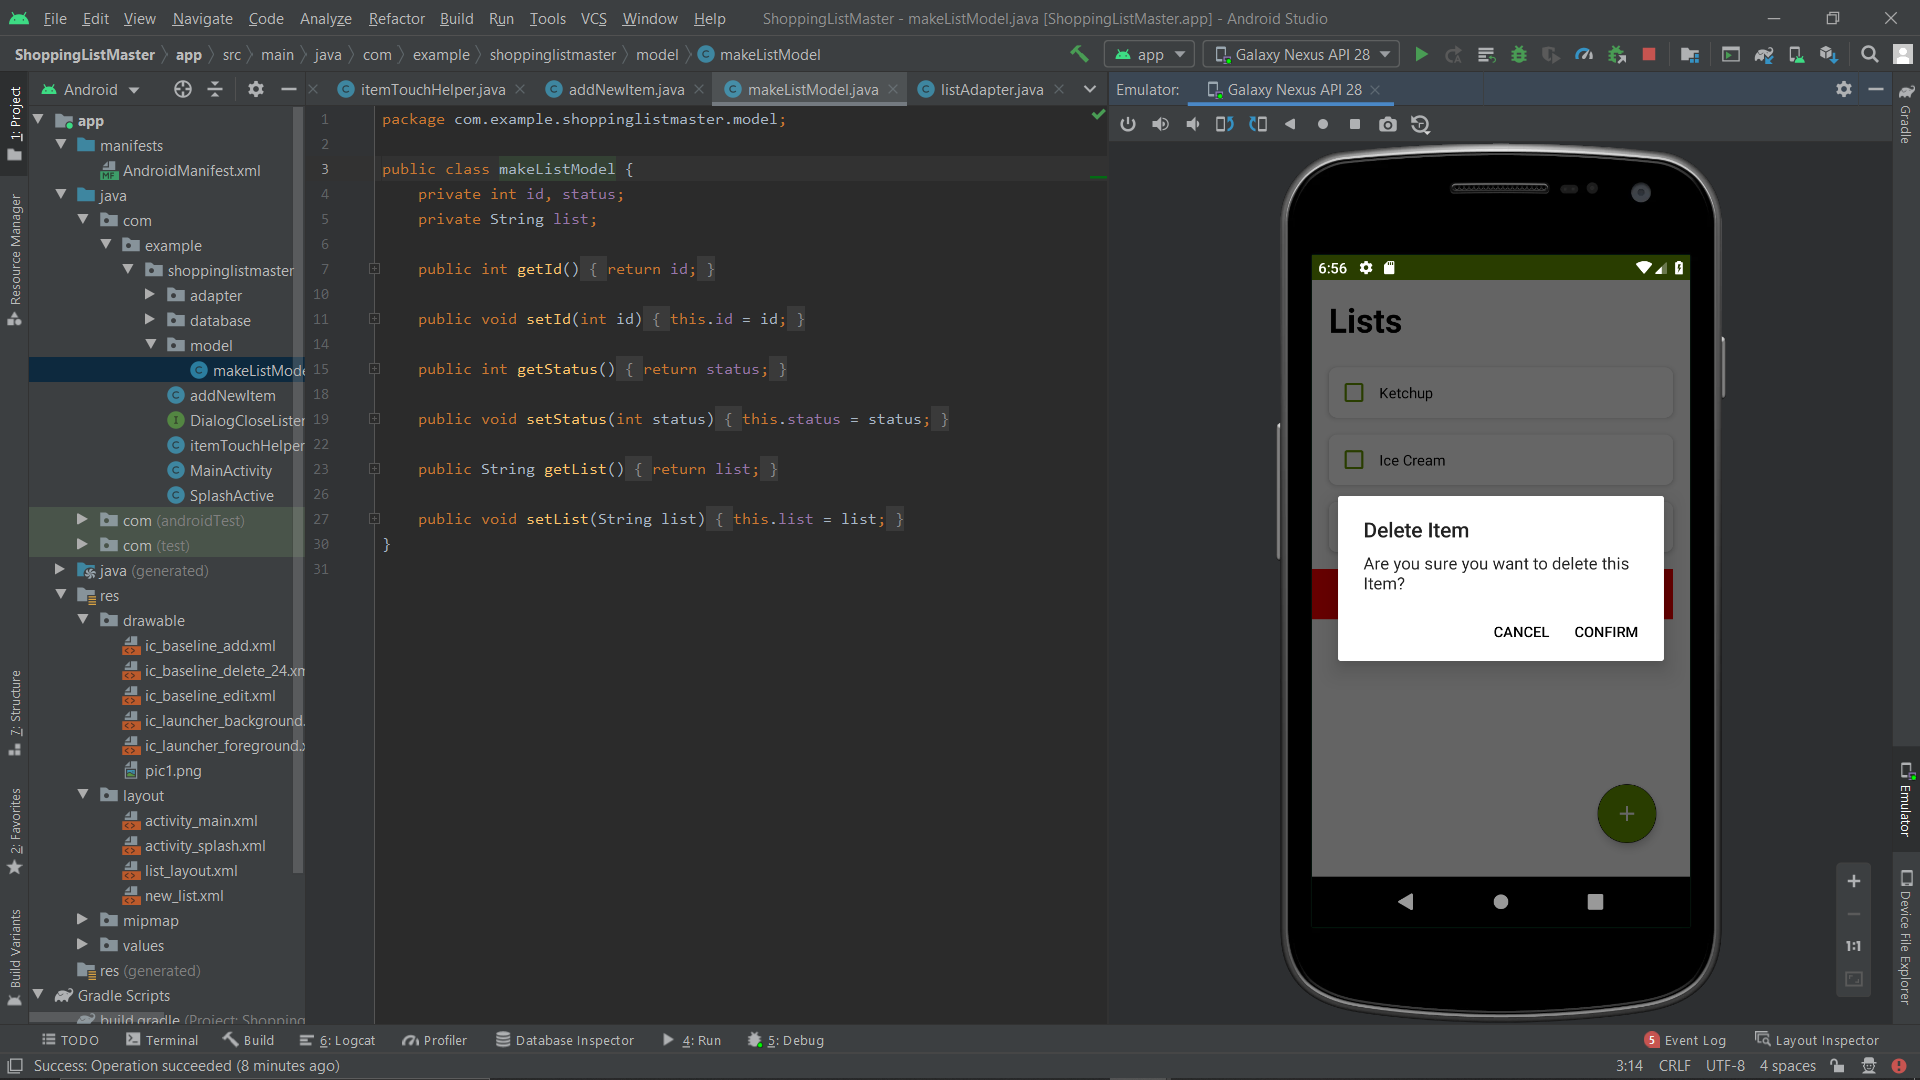 File Edit View Navigate Code Analyze Refactor Build Run Tools VCS Window Help ShoppingListMaster - makeListModel.java [ShoppingListMaster.app] - Android Studio
ShoppingListMaster app src main java com example shoppinglistmaster model makeListModel app Galaxy Nexus API 28
Android itemTouchHelper.java addNewItem.java makeListModel.java listAdapter.java Emulator: Galaxy Nexus API 28
1: Project
Resource Manager
7: Structure
2: Favorites
Build Variants
app
manifests
AndroidManifest.xml
java
com
example
shoppinglistmaster
adapter
database
model
makeListMode
addNewItem
DialogCloseListen
itemTouchHelper
MainActivity
SplashActive
com (androidTest)
com (test)
java (generated)
res
drawable
ic_baseline_add.xml
ic_baseline_delete_24.xm
ic_baseline_edit.xml
ic_launcher_background.
ic_launcher_foreground.x
pic1.png
layout
activity_main.xml
activity_splash.xml
list_layout.xml
new_list.xml
mipmap
values
res (generated)
Gradle Scripts
build.gradle (Project: Shopping
1 package com.example.shoppinglistmaster.model;
2
3 public class makeListModel {
4 private int id, status;
5 private String list;
6
7 public int getId() { return id; }
10
11 public void setId(int id) { this.id = id; }
14
15 public int getStatus() { return status; }
18
19 public void setStatus(int status) { this.status = status; }
22
23 public String getList() { return list; }
26
27 public void setList(String list) { this.list = list; }
30 }
31
6:56
Lists
Ketchup
Ice Cream
Delete Item
Are you sure you want to delete this
Item?
CANCEL CONFIRM
+
1:1
Gradle
Emulator
Device File Explorer
TODO Terminal Build 6: Logcat Profiler Database Inspector 4: Run 5: Debug 5 Event Log Layout Inspector
Success: Operation succeeded (8 minutes ago) 3:14 CRLF UTF-8 4 spaces